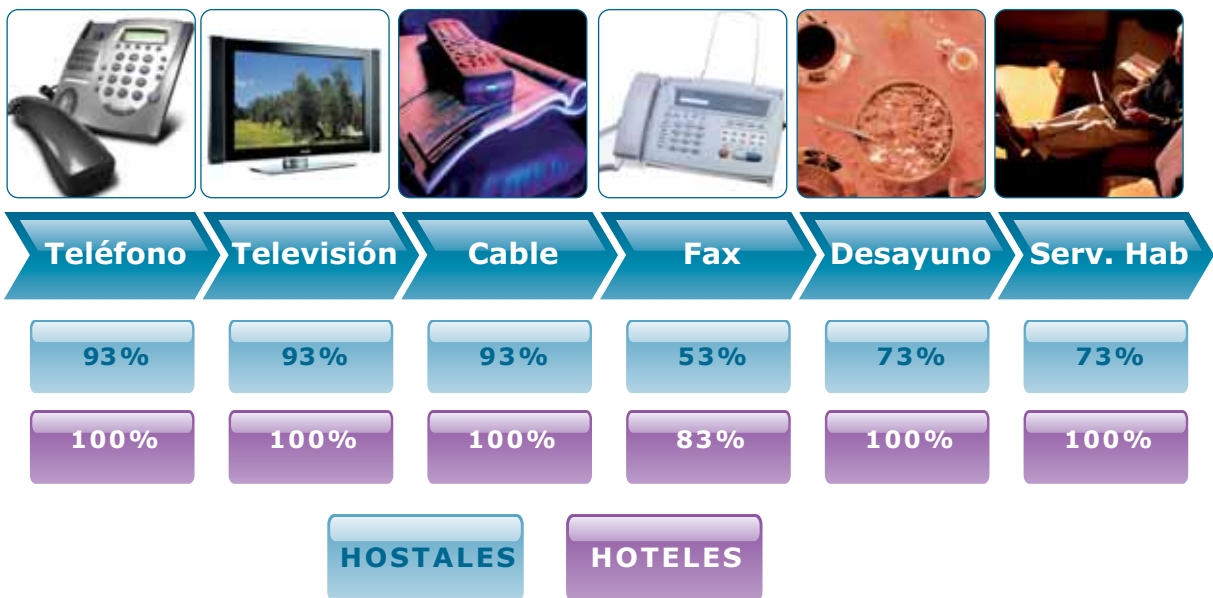 Teléfono Televisión Cable Fax Desayuno Serv. Hab
93% 93% 93% 53% 73% 73%
100% 100% 100% 83% 100% 100%
HOSTALES HOTELES